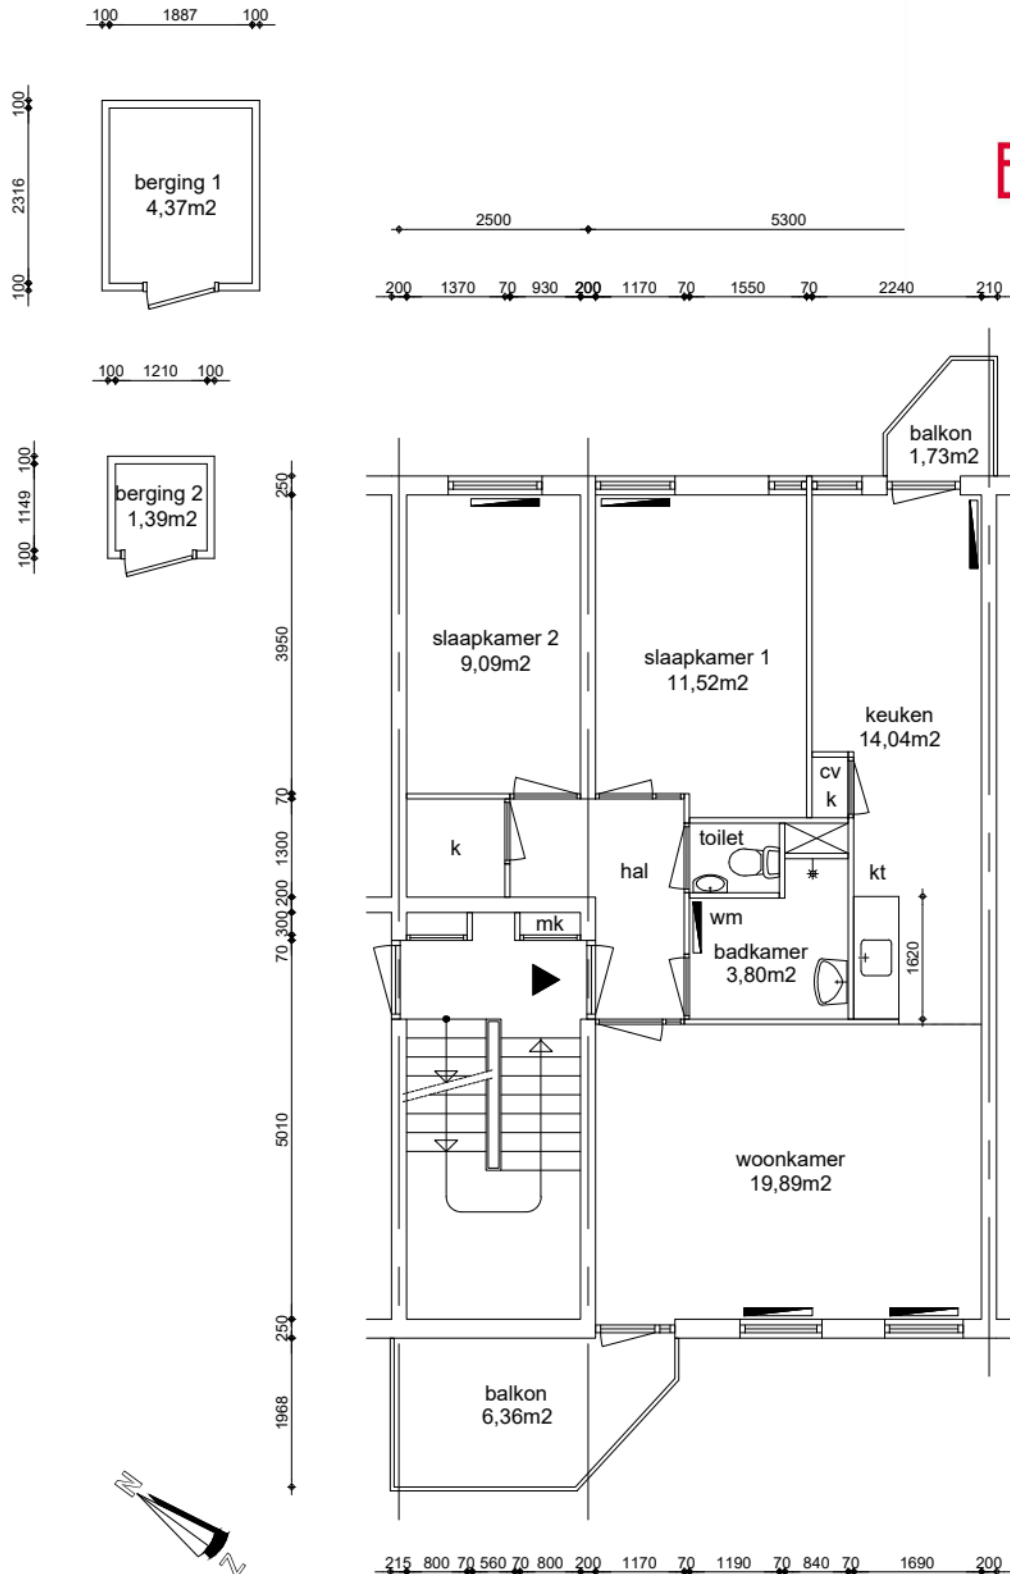 100 1887 100
100
2316
100
berging 1
4,37m2
2500 5300
200 1370 70 930 200 1170 70 1550 70 2240 210
100 1210 100
100
1149
100
berging 2
1,39m2
balkon
1,73m2
250
3950
70
1300
200
300
70
5010
250
1968
slaapkamer 2
9,09m2
slaapkamer 1
11,52m2
keuken
14,04m2
cv
k
k
hal
toilet
kt
mk
wm
badkamer
3,80m2
1620
woonkamer
19,89m2
balkon
6,36m2
N
Z
215 800 70 560 70 800 200 1170 70 1190 70 840 70 1690 200